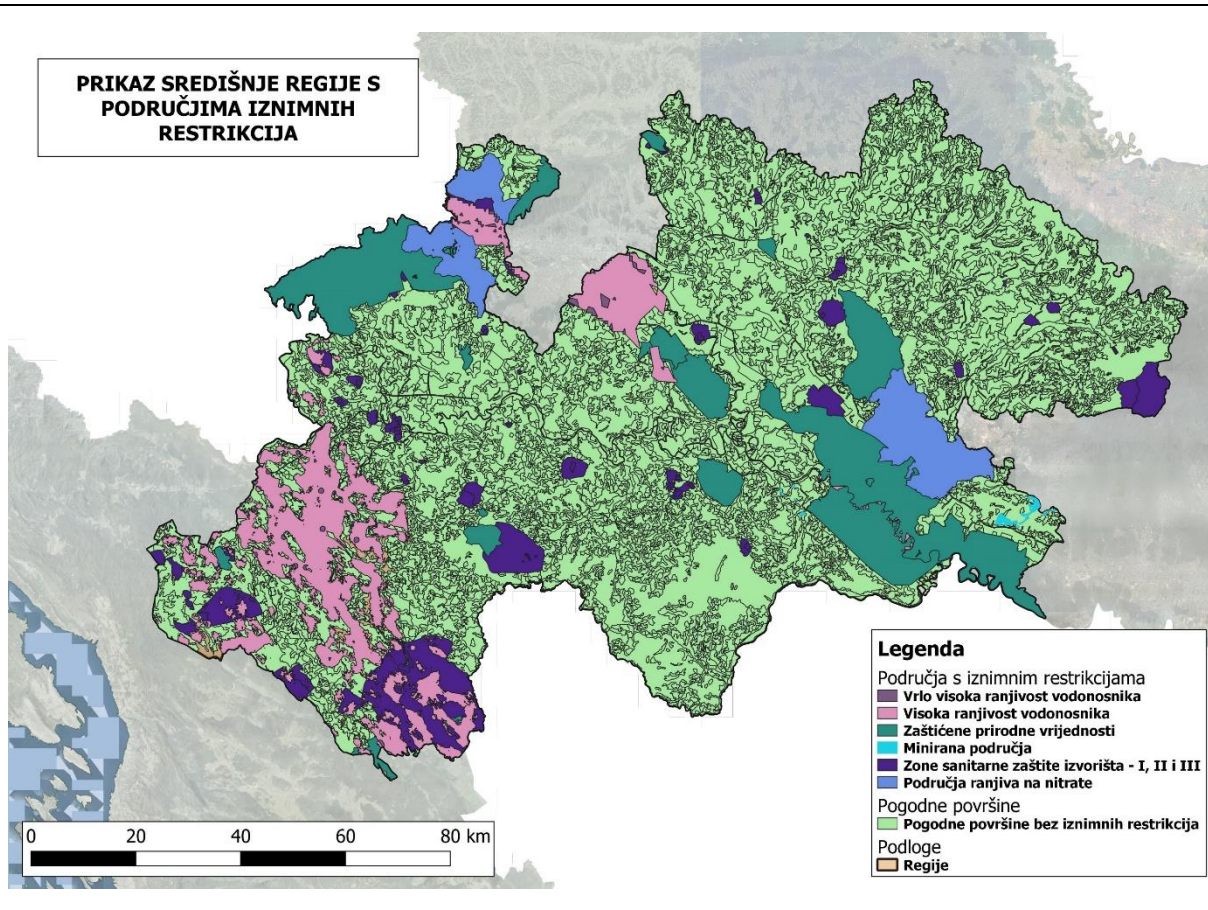 PRIKAZ SREDIŠNJE REGIJE S
PODRUČJIMA IZNIMNIH
RESTRIKCIJA
Legenda
Područja s iznimnim restrikcijama
Vrlo visoka ranjivost vodonosnika
Visoka ranjivost vodonosnika
Zaštićene prirodne vrijednosti
Minirana područja
Zone sanitarne zaštite izvorišta - I, II i III
Područja ranjiva na nitrate
Pogodne površine
Pogodne površine bez iznimnih restrikcija
Podloge
Regije
0 20 40 60 80 km